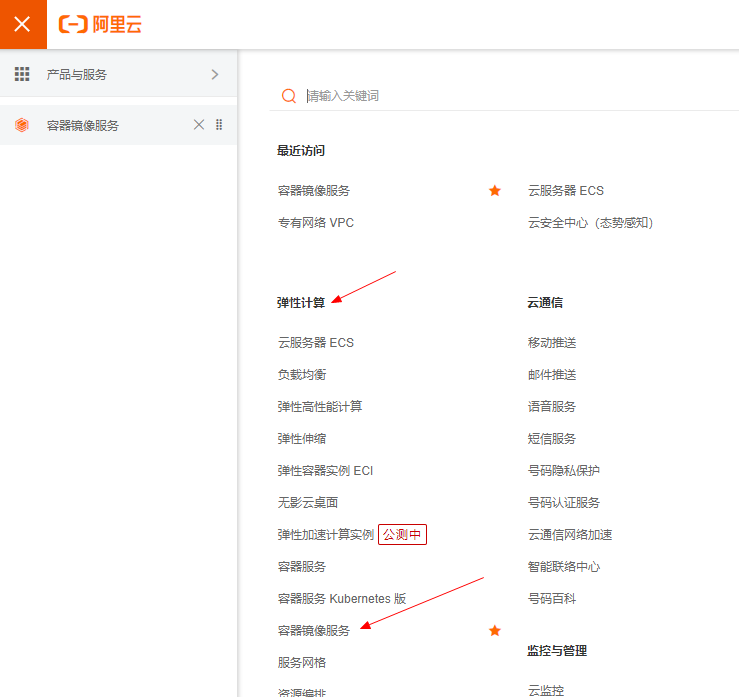 阿里云
产品与服务
容器镜像服务
请输入关键词
最近访问
容器镜像服务
云服务器 ECS
专有网络 VPC
云安全中心（态势感知）
弹性计算
云服务器 ECS
负载均衡
弹性高性能计算
弹性伸缩
弹性容器实例 ECI
无影云桌面
弹性加速计算实例 公测中
容器服务
容器服务 Kubernetes 版
容器镜像服务
服务网格
资源编排
云通信
移动推送
邮件推送
语音服务
短信服务
号码隐私保护
号码认证服务
云通信网络加速
智能联络中心
号码百科
监控与管理
云监控